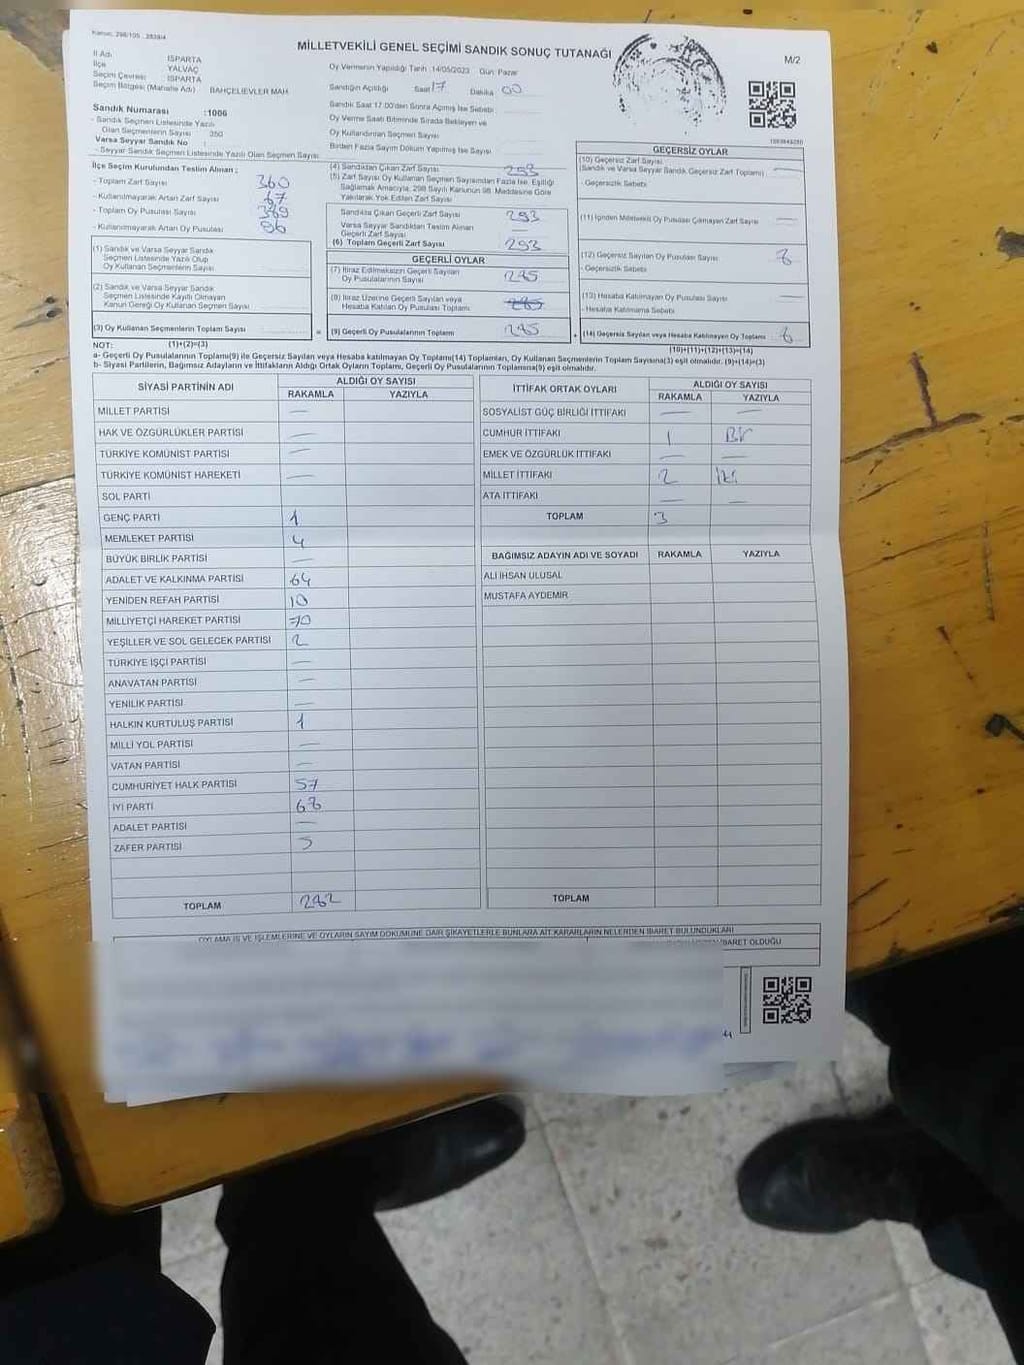 Kanun: 298/105 , 2839/4
MİLLETVEKİLİ GENEL SEÇİMİ SANDIK SONUÇ TUTANAĞI
M/2
İl Adı ISPARTA
İlçe YALVAÇ
Seçim Çevresi ISPARTA
Seçim Bölgesi (Mahalle Adı) BAHÇELİEVLER MAH.
Sandık Numarası :1006
- Sandık Seçmen Listesinde Yazılı
Olan Seçmenlerin Sayısı 350
Varsa Seyyar Sandık No :
- Seyyar Sandık Seçmen Listesinde Yazılı Olan Seçmen Sayısı
Oy Vermenin Yapıldığı Tarih :14/05/2023 Gün: Pazar
Sandığın Açıldığı Saat 17 Dakika 00
Sandık Saat 17.00'den Sonra Açılmış İse Sebebi
Oy Verme Saati Bitiminde Sırada Bekleyen ve
Oy Kullandırılan Seçmen Sayısı
Birden Fazla Sayım Döküm Yapılmış İse Sayısı
İlçe Seçim Kurulundan Teslim Alınan ;
- Toplam Zarf Sayısı 360
- Kullanılmayarak Artan Zarf Sayısı 67
- Toplam Oy Pusulası Sayısı
- Kullanılmayarak Artan Oy Pusulası
(1) Sandık ve Varsa Seyyar Sandık
Seçmen Listesinde Yazılı Olup
Oy Kullanan Seçmenlerin Sayısı
(2) Sandık ve Varsa Seyyar Sandık
Seçmen Listesinde Kayıtlı Olmayan
Kanun Gereği Oy Kullanan Seçmen Sayısı
(3) Oy Kullanan Seçmenlerin Toplam Sayısı
(1)+(2)=(3)
(4) Sandıktan Çıkan Zarf Sayısı 293
(5) Zarf Sayısı Oy Kullanan Seçmen Sayısından Fazla İse, Eşitliği
Sağlamak Amacıyla, 298 Sayılı Kanunun 98. Maddesine Göre
Yakılarak Yok Edilen Zarf Sayısı
Sandıkta Çıkan Geçerli Zarf Sayısı 293
Varsa Seyyar Sandıktan Teslim Alınan
Geçerli Zarf Sayısı —
(6) Toplam Geçerli Zarf Sayısı 293
GEÇERLİ OYLAR
(7) İtiraz Edilmeksizin Geçerli Sayılan
Oy Pusulalarının Sayısı 285
(8) İtiraz Üzerine Geçerli Sayılan veya
Hesaba Katılan Oy Pusulası Toplamı 285
= (9) Geçerli Oy Pusulalarının Toplamı 285
GEÇERSİZ OYLAR
(10) Geçersiz Zarf Sayısı
(Sandık ve Varsa Seyyar Sandık Geçersiz Zarf Toplamı) —
- Geçersizlik Sebebi
(11) İçinden Milletvekili Oy Pusulası Çıkmayan Zarf Sayısı —
(12) Geçersiz Sayılan Oy Pusulası Sayısı 8
- Geçersizlik Sebebi
(13) Hesaba Katılmayan Oy Pusulası Sayısı —
- Hesaba Katılmama Sebebi
+ (14) Geçersiz Sayılan veya Hesaba Katılmayan Oy Toplamı 8
(10)+(11)+(12)+(13)=(14)
NOT:
a- Geçerli Oy Pusulalarının Toplamı(9) ile Geçersiz Sayılan veya Hesaba katılmayan Oy Toplamı(14) Toplamları, Oy Kullanan Seçmenlerin Toplam Sayısına(3) eşit olmalıdır. (9)+(14)=(3)
b- Siyasi Partilerin, Bağımsız Adayların ve İttifakların Aldığı Ortak Oyların Toplamı, Geçerli Oy Pusulalarının Toplamına(9) eşit olmalıdır.
SİYASİ PARTİNİN ADI ALDIĞI OY SAYISI
RAKAMLA YAZIYLA
MİLLET PARTİSİ —
HAK VE ÖZGÜRLÜKLER PARTİSİ —
TÜRKİYE KOMÜNİST PARTİSİ —
TÜRKİYE KOMÜNİST HAREKETİ —
SOL PARTİ
GENÇ PARTİ 1
MEMLEKET PARTİSİ 4
BÜYÜK BİRLİK PARTİSİ —
ADALET VE KALKINMA PARTİSİ 64
YENİDEN REFAH PARTİSİ 10
MİLLİYETÇİ HAREKET PARTİSİ 70
YEŞİLLER VE SOL GELECEK PARTİSİ 2
TÜRKİYE İŞÇİ PARTİSİ —
ANAVATAN PARTİSİ —
YENİLİK PARTİSİ —
HALKIN KURTULUŞ PARTİSİ 1
MİLLİ YOL PARTİSİ —
VATAN PARTİSİ —
CUMHURİYET HALK PARTİSİ 57
İYİ PARTİ 68
ADALET PARTİSİ —
ZAFER PARTİSİ 5
TOPLAM 282
İTTİFAK ORTAK OYLARI ALDIĞI OY SAYISI
RAKAMLA YAZIYLA
SOSYALİST GÜÇ BİRLİĞİ İTTİFAKI — —
CUMHUR İTTİFAKI 1 Bir
EMEK VE ÖZGÜRLÜK İTTİFAKI — —
MİLLET İTTİFAKI 2 İki
ATA İTTİFAKI — —
TOPLAM 3
BAĞIMSIZ ADAYIN ADI VE SOYADI RAKAMLA YAZIYLA
ALİ İHSAN ULUSAL
MUSTAFA AYDEMİR
TOPLAM
OYLAMA İŞ VE İŞLEMLERİNE VE OYLARIN SAYIM DÖKÜMÜNE DAİR ŞİKAYETLERLE BUNLARA AİT KARARLARIN NELERDEN İBARET BULUNDUKLARI
İBARET OLDUĞU